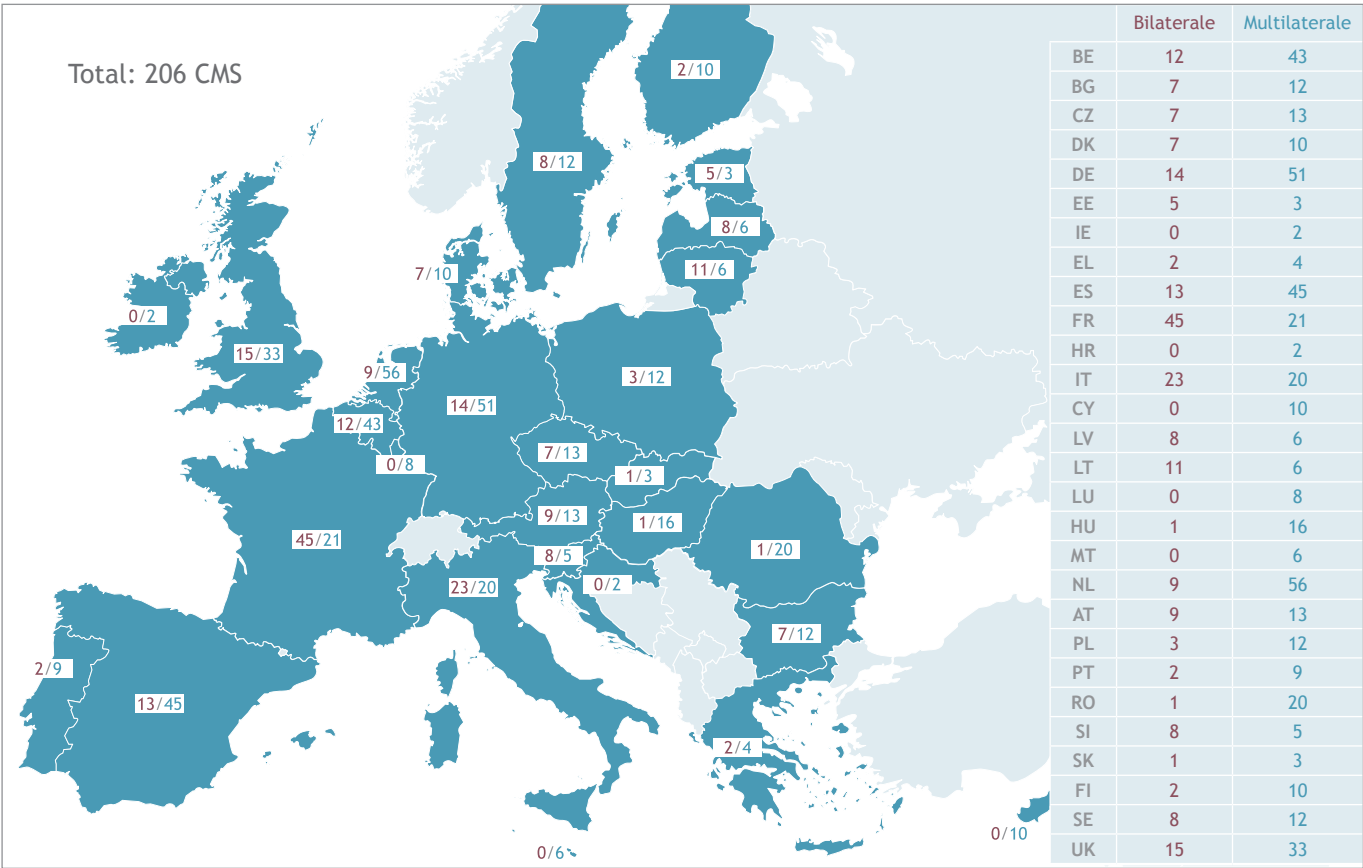 Total: 206 CMS
2/10
8/12
5/3
8/6
11/6
7/10
0/2
15/33
9/56
3/12
14/51
12/43
7/13
0/8
1/3
9/13
1/16
45/21
8/5
1/20
23/20
0/2
7/12
2/9
13/45
2/4
0/10
0/6
Bilaterale Multilaterale
BE 12 43
BG 7 12
CZ 7 13
DK 7 10
DE 14 51
EE 5 3
IE 0 2
EL 2 4
ES 13 45
FR 45 21
HR 0 2
IT 23 20
CY 0 10
LV 8 6
LT 11 6
LU 0 8
HU 1 16
MT 0 6
NL 9 56
AT 9 13
PL 3 12
PT 2 9
RO 1 20
SI 8 5
SK 1 3
FI 2 10
SE 8 12
UK 15 33